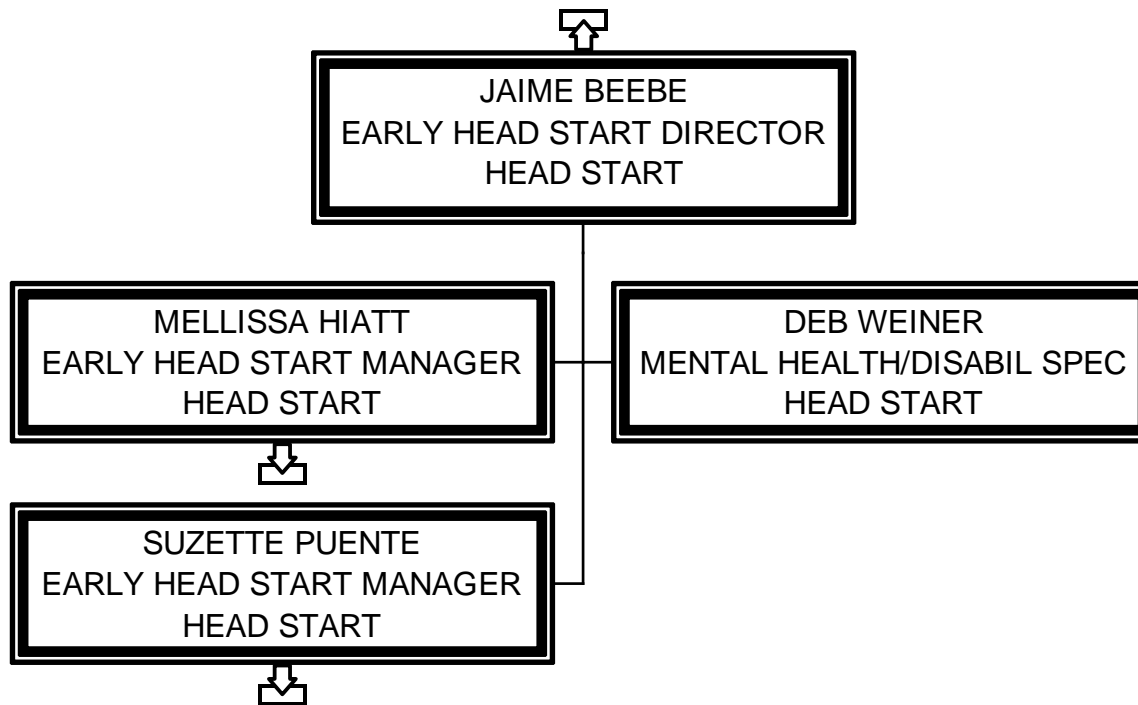 JAIME BEEBE
EARLY HEAD START DIRECTOR
HEAD START
MELLISSA HIATT
EARLY HEAD START MANAGER
HEAD START
DEB WEINER
MENTAL HEALTH/DISABIL SPEC
HEAD START
SUZETTE PUENTE
EARLY HEAD START MANAGER
HEAD START